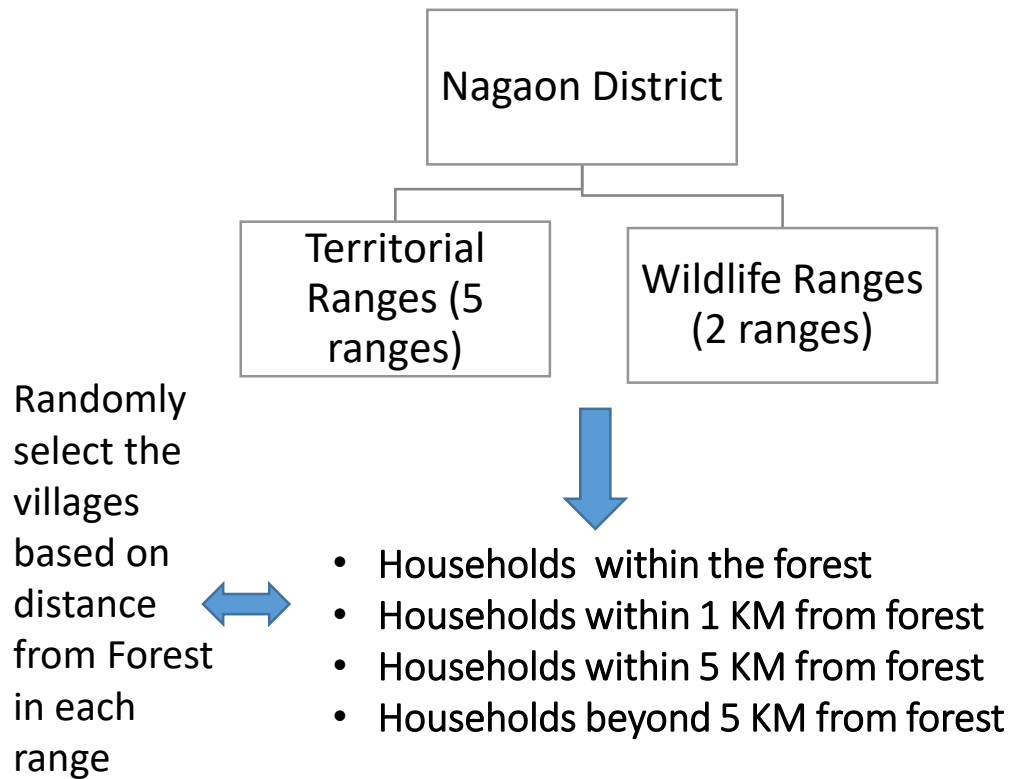 Nagaon District
Territorial
Ranges (5
ranges)
Wildlife Ranges
(2 ranges)
Randomly
select the
villages
based on
distance
from Forest
in each
range
• Households within the forest
• Households within 1 KM from forest
• Households within 5 KM from forest
• Households beyond 5 KM from forest